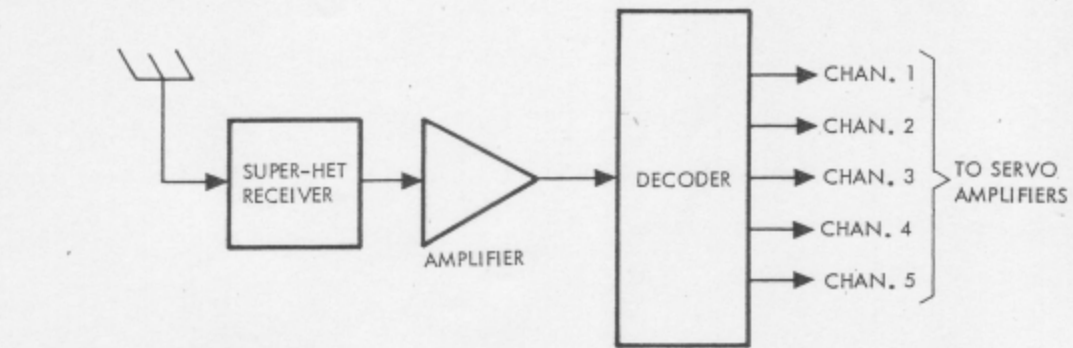 SUPER-HET
RECEIVER
AMPLIFIER
DECODER
CHAN. 1
CHAN. 2
CHAN. 3
CHAN. 4
CHAN. 5
TO SERVO
AMPLIFIERS